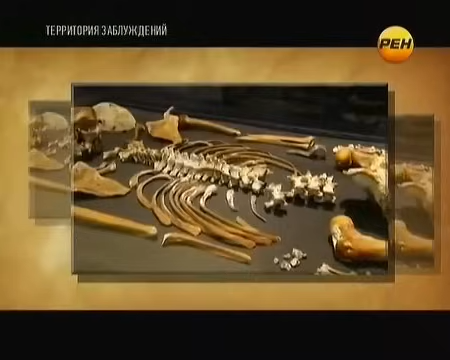 ТЕРРИТОРИЯ ЗАБЛУЖДЕНИЙ
РЕН